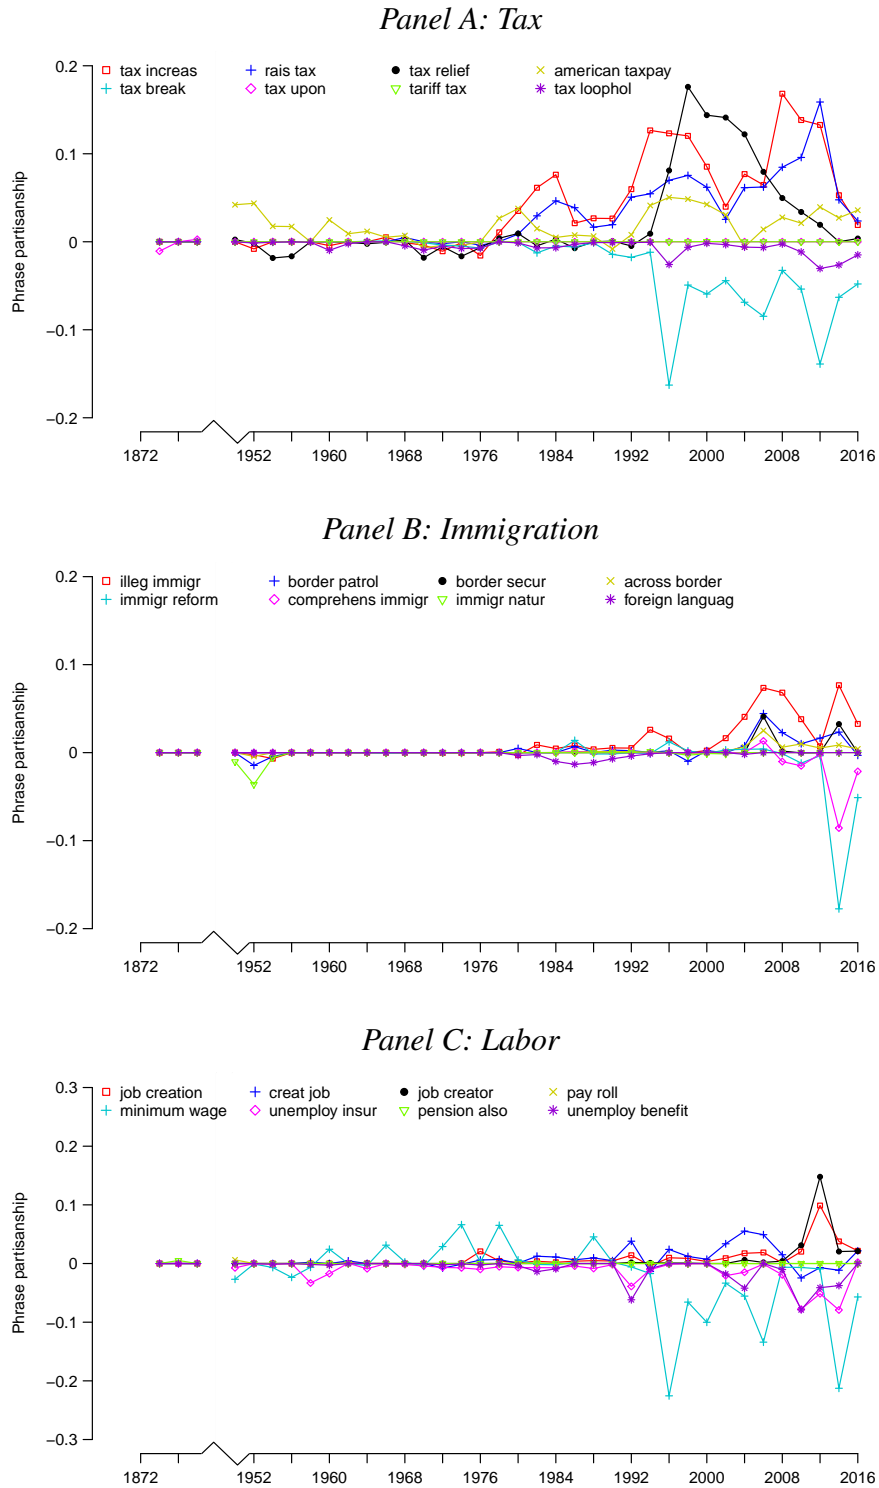 Panel A: Tax
Phrase partisanship
0.2
0.1
0
−0.1
−0.2
tax increas rais tax tax relief american taxpay
tax break tax upon tariff tax tax loophol
1872 1952 1960 1968 1976 1984 1992 2000 2008 2016
Panel B: Immigration
Phrase partisanship
0.2
0.1
0
−0.1
−0.2
illeg immigr border patrol border secur across border
immigr reform comprehens immigr immigr natur foreign languag
1872 1952 1960 1968 1976 1984 1992 2000 2008 2016
Panel C: Labor
Phrase partisanship
0.3
0.2
0.1
0
−0.1
−0.2
−0.3
job creation creat job job creator pay roll
minimum wage unemploy insur pension also unemploy benefit
1872 1952 1960 1968 1976 1984 1992 2000 2008 2016